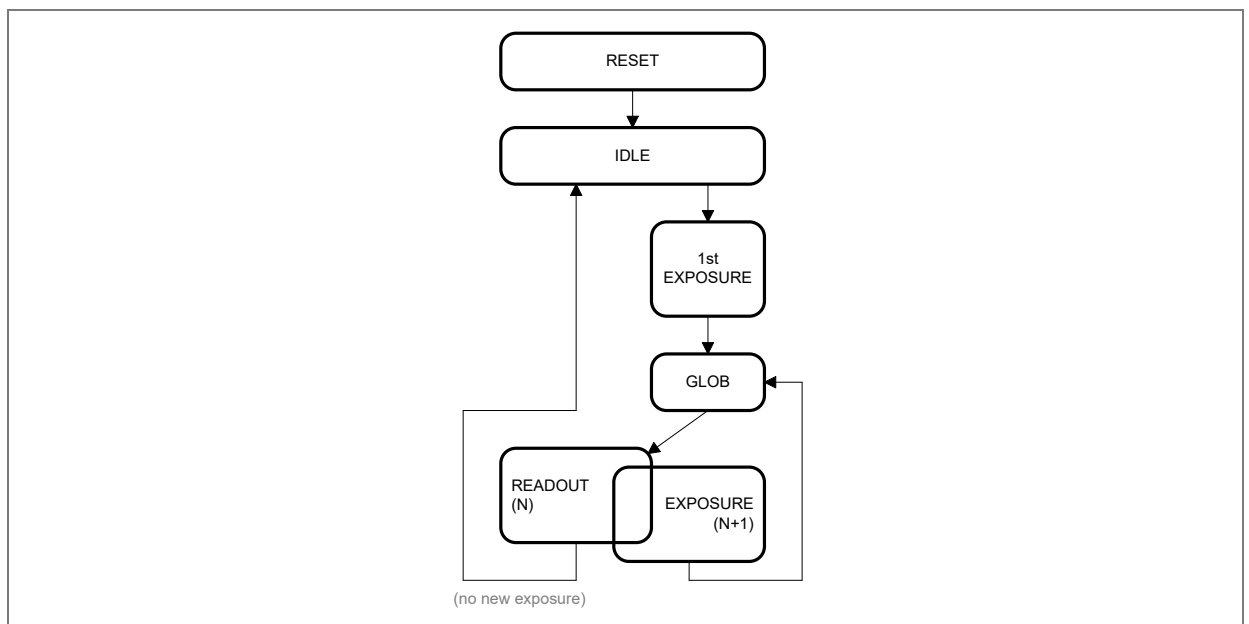 RESET
IDLE
1st
EXPOSURE
GLOB
READOUT
(N)
EXPOSURE
(N+1)
(no new exposure)